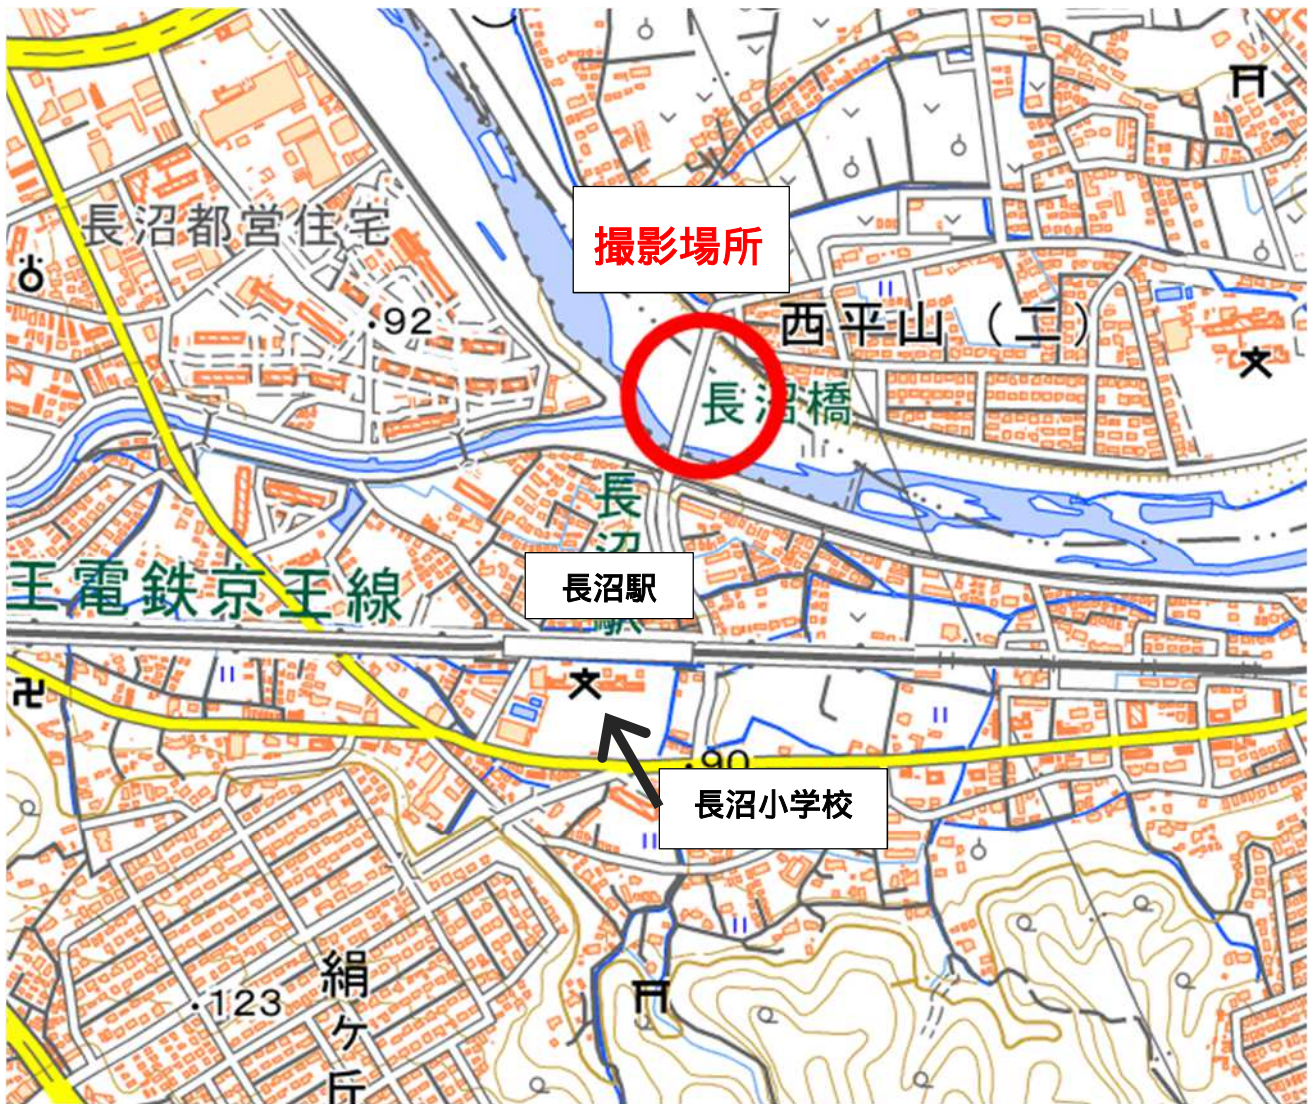 長沼都営住宅
撮影場所
・92
西平山（二）
長沼橋
長沼
長沼駅
王電鉄京王線
・90
長沼小学校
・123
絹ヶ丘